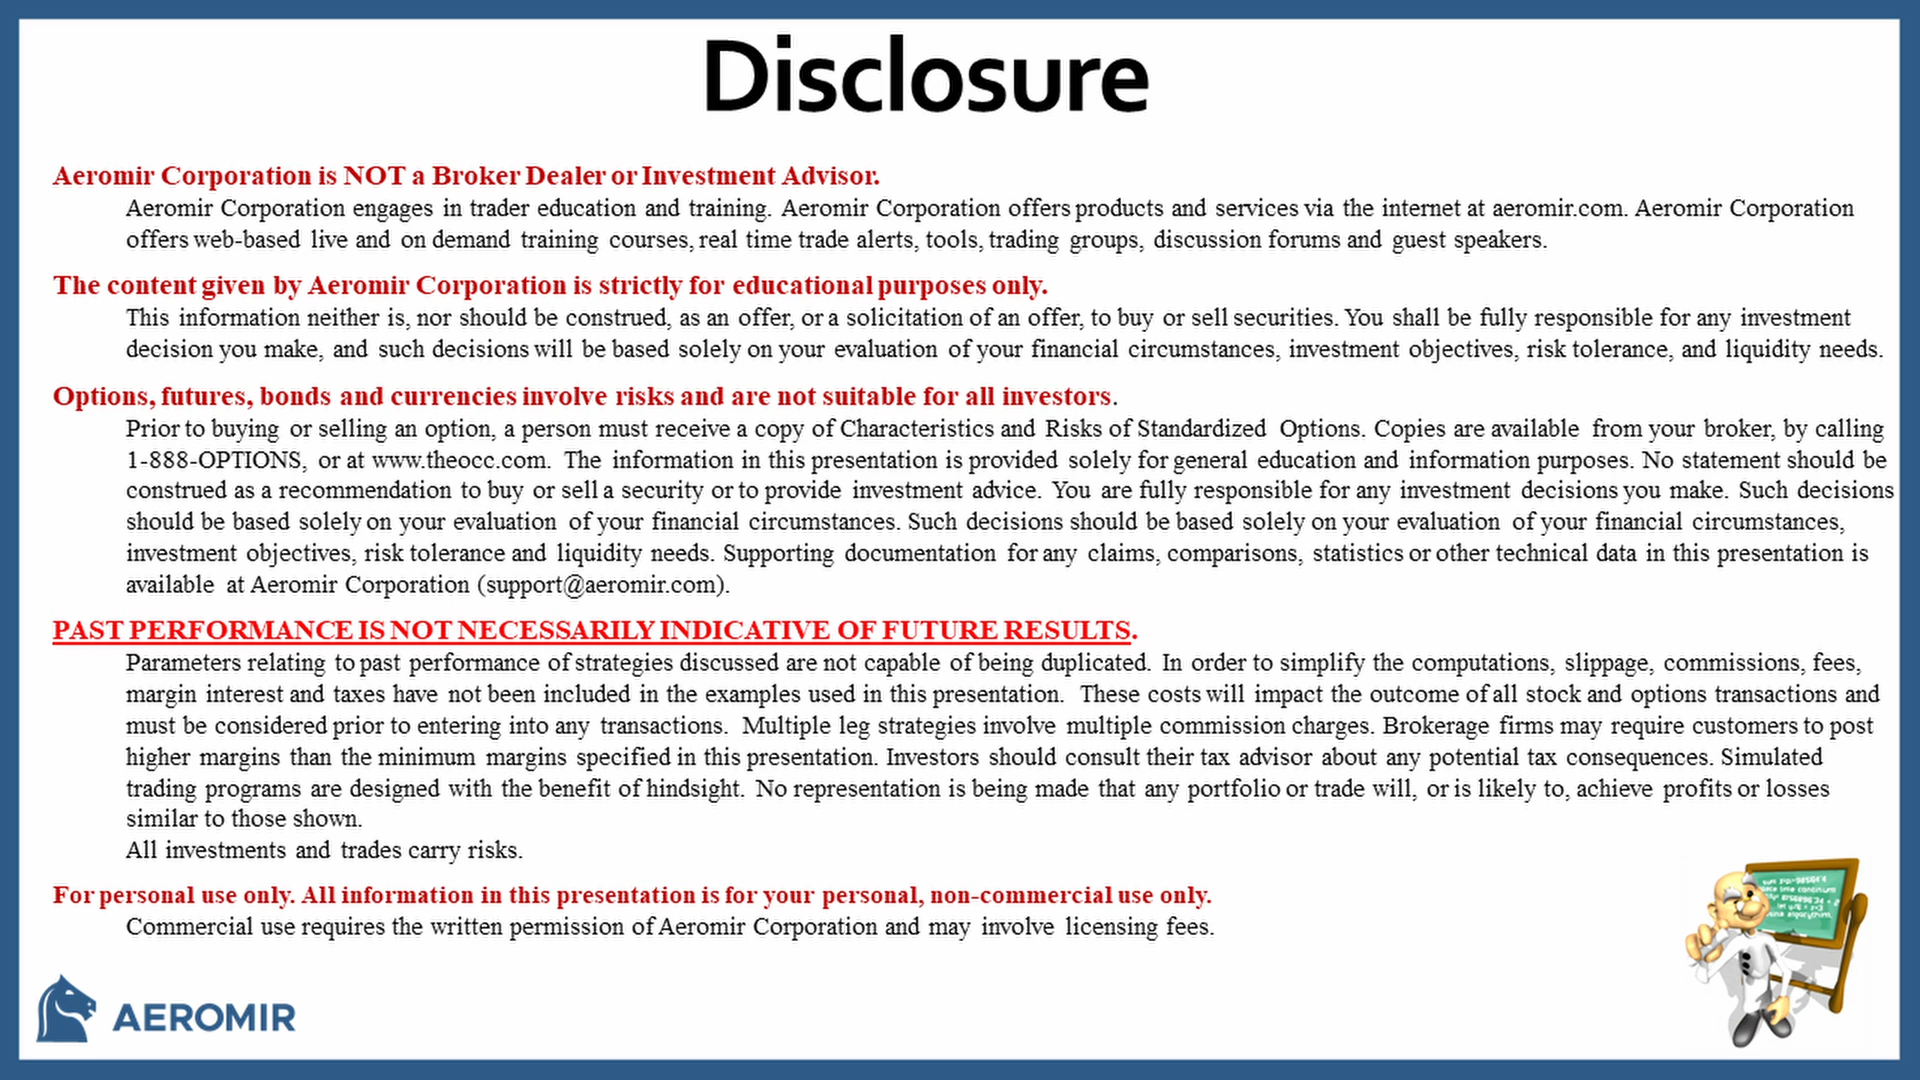 Disclosure
Aeromir Corporation is NOT a Broker Dealer or Investment Advisor.
Aeromir Corporation engages in trader education and training. Aeromir Corporation offers products and services via the internet at aeromir.com. Aeromir Corporation
offers web-based live and on demand training courses, real time trade alerts, tools, trading groups, discussion forums and guest speakers.
The content given by Aeromir Corporation is strictly for educational purposes only.
This information neither is, nor should be construed, as an offer, or a solicitation of an offer, to buy or sell securities. You shall be fully responsible for any investment
decision you make, and such decisions will be based solely on your evaluation of your financial circumstances, investment objectives, risk tolerance, and liquidity needs.
Options, futures, bonds and currencies involve risks and are not suitable for all investors.
Prior to buying or selling an option, a person must receive a copy of Characteristics and Risks of Standardized Options. Copies are available from your broker, by calling
1-888-OPTIONS, or at www.theocc.com. The information in this presentation is provided solely for general education and information purposes. No statement should be
construed as a recommendation to buy or sell a security or to provide investment advice. You are fully responsible for any investment decisions you make. Such decisions
should be based solely on your evaluation of your financial circumstances. Such decisions should be based solely on your evaluation of your financial circumstances,
investment objectives, risk tolerance and liquidity needs. Supporting documentation for any claims, comparisons, statistics or other technical data in this presentation is
available at Aeromir Corporation (support@aeromir.com).
PAST PERFORMANCE IS NOT NECESSARILY INDICATIVE OF FUTURE RESULTS.
Parameters relating to past performance of strategies discussed are not capable of being duplicated. In order to simplify the computations, slippage, commissions, fees,
margin interest and taxes have not been included in the examples used in this presentation. These costs will impact the outcome of all stock and options transactions and
must be considered prior to entering into any transactions. Multiple leg strategies involve multiple commission charges. Brokerage firms may require customers to post
higher margins than the minimum margins specified in this presentation. Investors should consult their tax advisor about any potential tax consequences. Simulated
trading programs are designed with the benefit of hindsight. No representation is being made that any portfolio or trade will, or is likely to, achieve profits or losses
similar to those shown.
All investments and trades carry risks.
For personal use only. All information in this presentation is for your personal, non-commercial use only.
Commercial use requires the written permission of Aeromir Corporation and may involve licensing fees.
AEROMIR